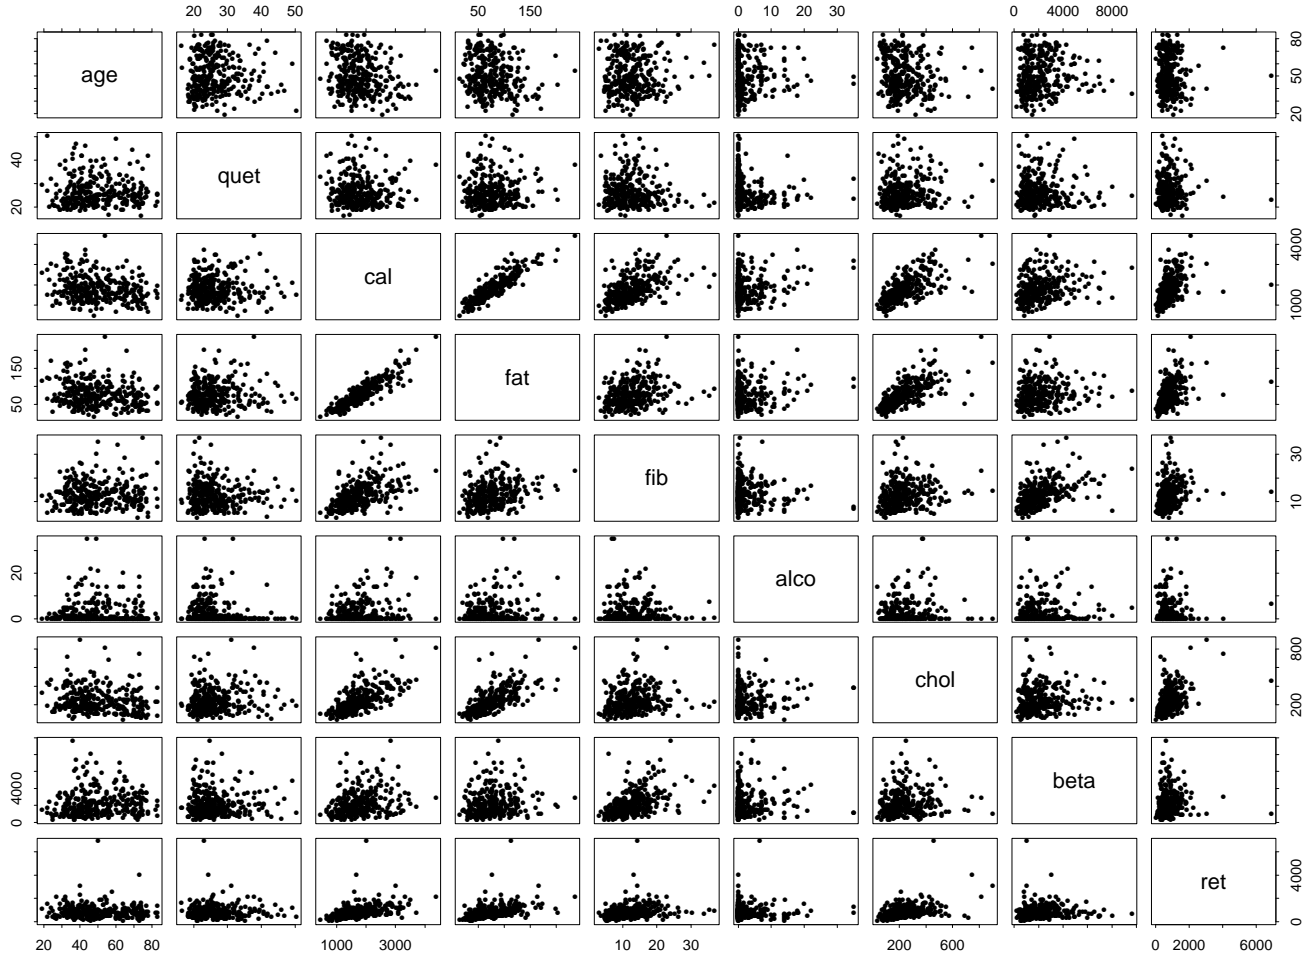 20 30 40 50 50 150 0 10 20 30 0 4000 8000
age 20 50 80
20 40 quet
cal 1000 4000
50 150 fat
fib 10 30
0 20 alco
chol 200 800
0 4000 beta
ret 0 4000
20 40 60 80 1000 3000 10 20 30 200 600 0 2000 6000